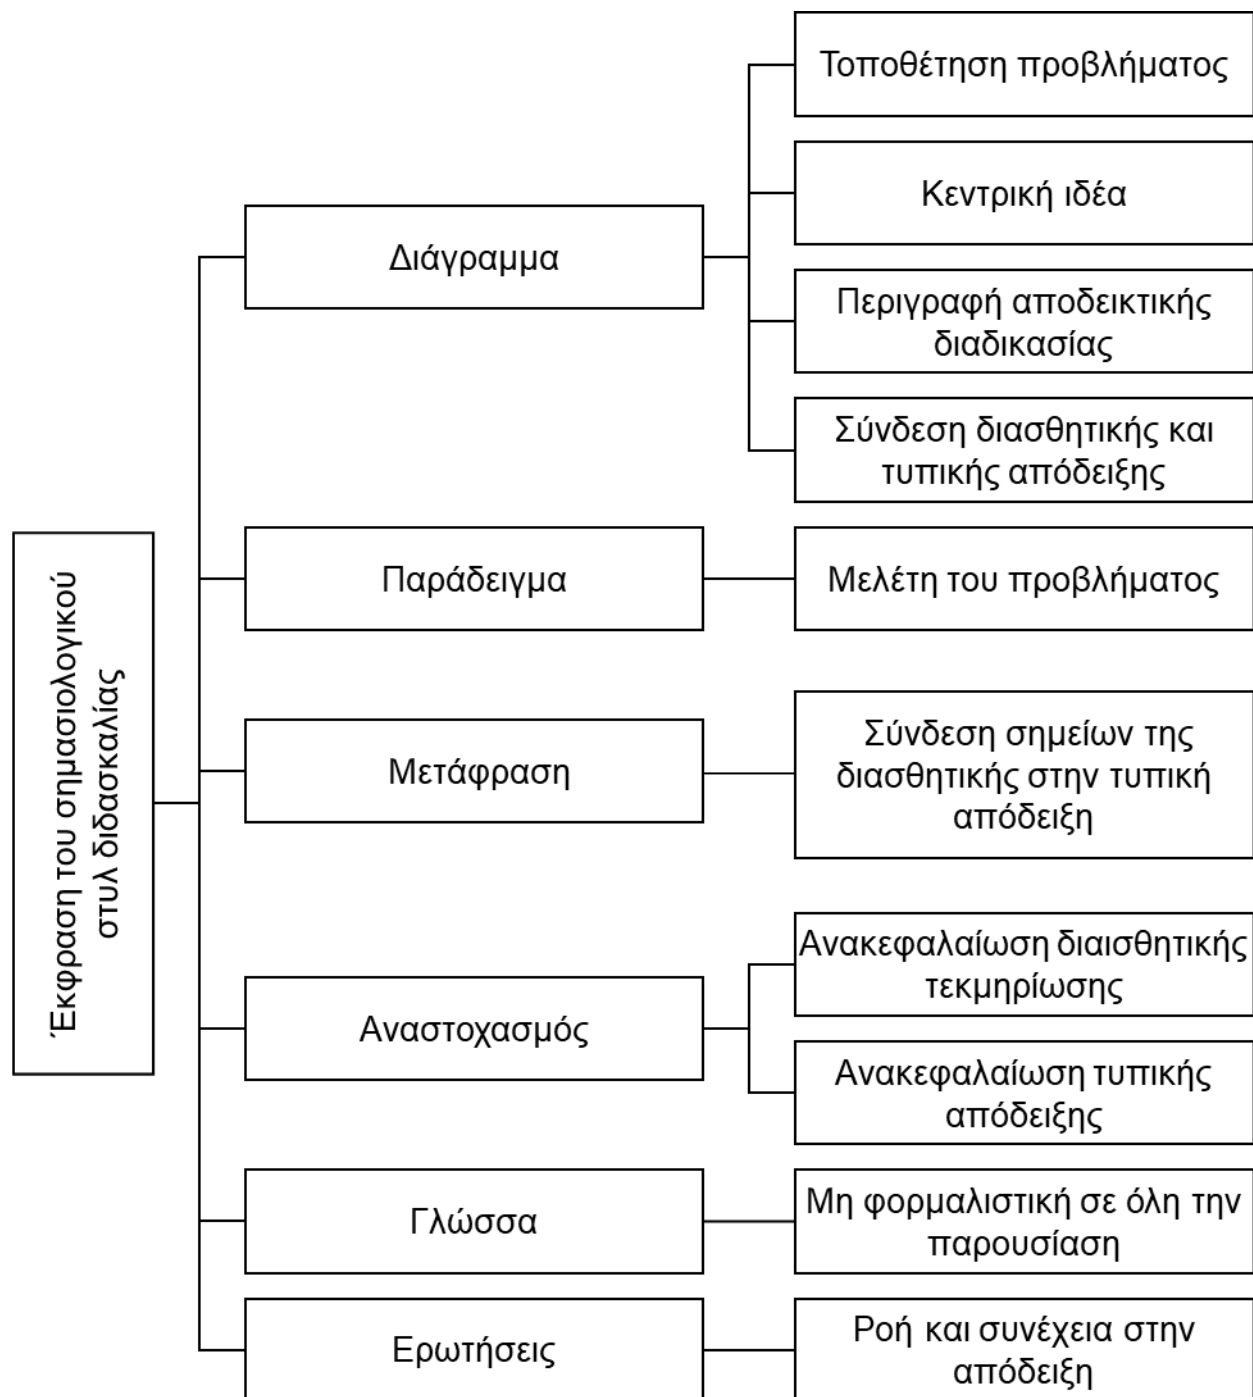 Έκφραση του σημασιολογικού
στυλ διδασκαλίας
Διάγραμμα
Τοποθέτηση προβλήματος
Κεντρική ιδέα
Περιγραφή αποδεικτικής
διαδικασίας
Σύνδεση διασθητικής και
τυπικής απόδειξης
Παράδειγμα
Μελέτη του προβλήματος
Μετάφραση
Σύνδεση σημείων της
διασθητικής στην τυπική
απόδειξη
Αναστοχασμός
Ανακεφαλαίωση διαισθητικής
τεκμηρίωσης
Ανακεφαλαίωση τυπικής
απόδειξης
Γλώσσα
Μη φορμαλιστική σε όλη την
παρουσίαση
Ερωτήσεις
Ροή και συνέχεια στην
απόδειξη